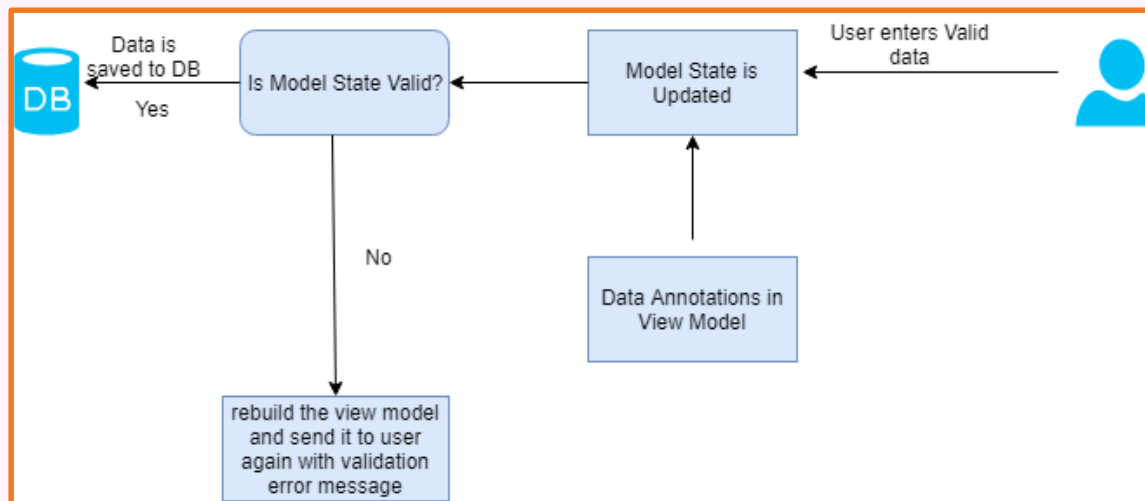 Data is
saved to DB
Yes
DB
Is Model State Valid?
Model State is
Updated
User enters Valid
data
No
Data Annotations in
View Model
rebuild the view model
and send it to user
again with validation
error message